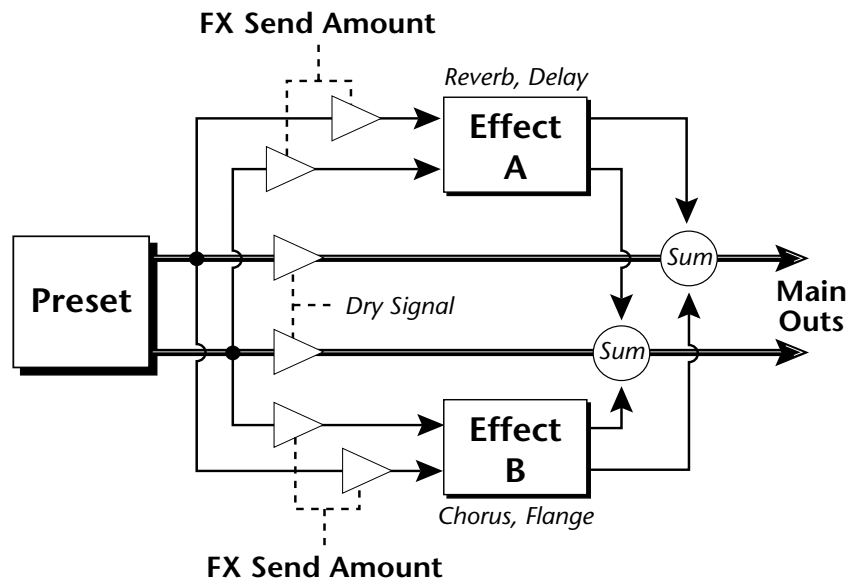 FX Send Amount
Reverb, Delay
Effect
A
Preset
Sum
Main
Outs
Dry Signal
Sum
Effect
B
Chorus, Flange
FX Send Amount